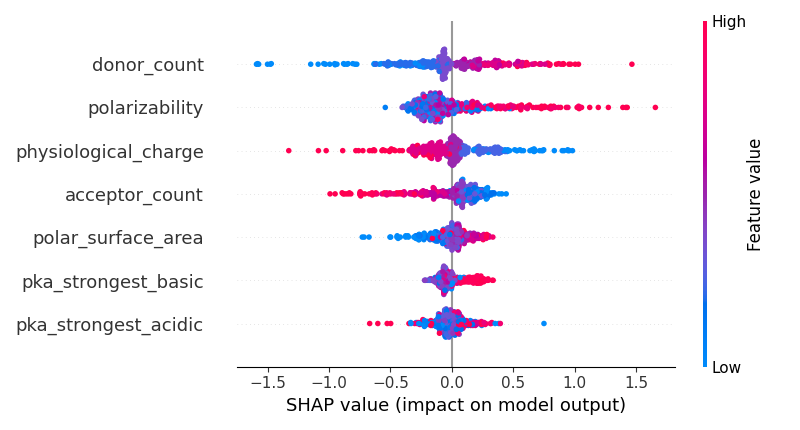 High
donor_count
polarizability
physiological_charge
acceptor_count
polar_surface_area
pka_strongest_basic
pka_strongest_acidic
Feature value
Low
−1.5 −1.0 −0.5 0.0 0.5 1.0 1.5
SHAP value (impact on model output)